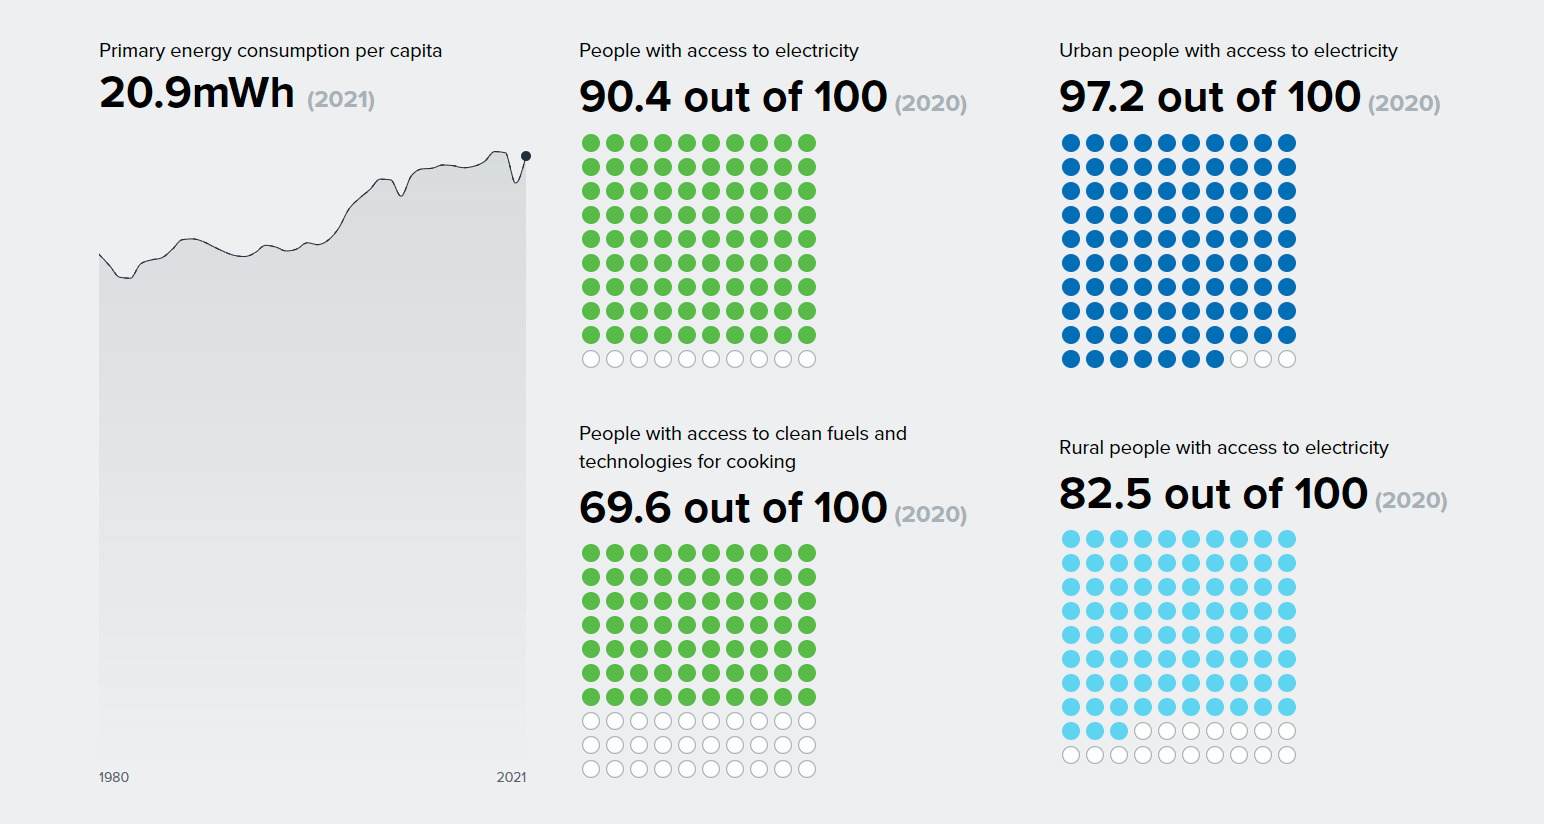 Primary energy consumption per capita
20.9mWh (2021)
1980
2021
People with access to electricity
90.4 out of 100 (2020)
People with access to clean fuels and
technologies for cooking
69.6 out of 100 (2020)
Urban people with access to electricity
97.2 out of 100 (2020)
Rural people with access to electricity
82.5 out of 100 (2020)